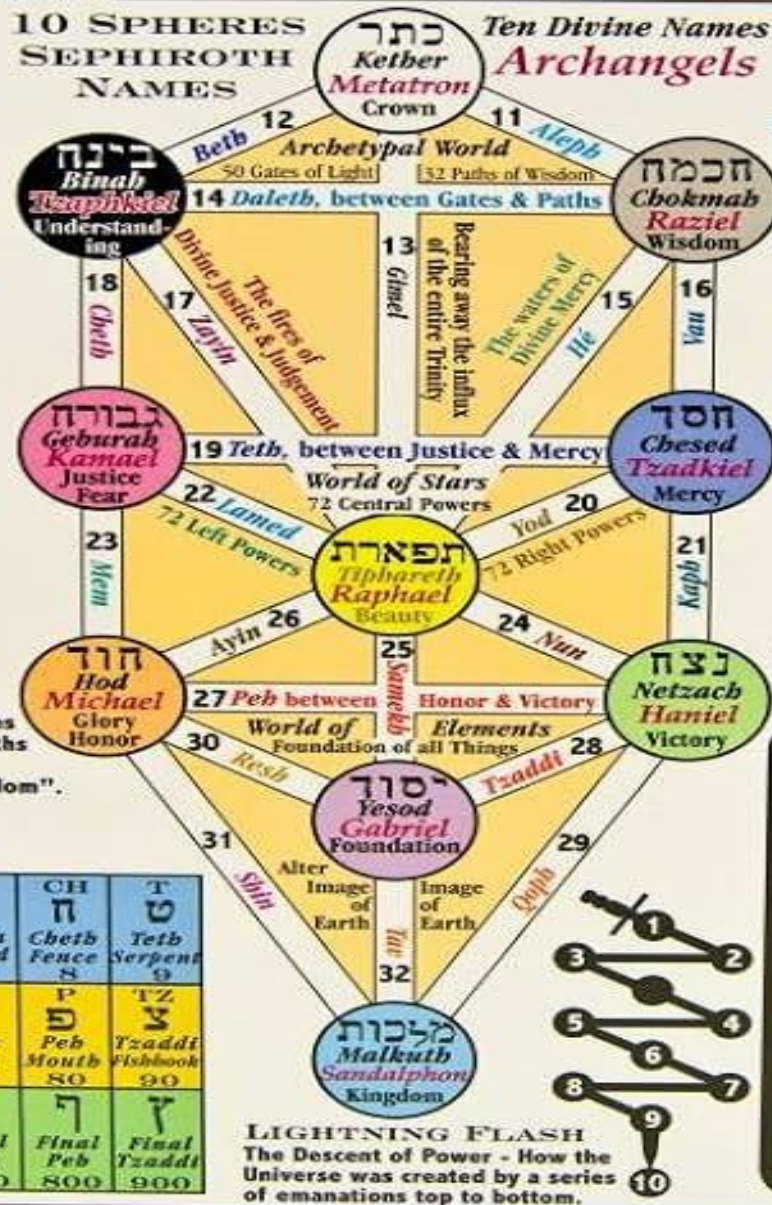 10 SPHERES
SEPHIROTH
NAMES
Ten Divine Names
Archangels
כתר
Kether
Metatron
Crown
12
Beth
11
Aleph
Archetypal World
50 Gates of Light
32 Paths of Wisdom
בינה
Binah
Tzaphkiel
Understand-
ing
14 Daleth, between Gates & Paths
חכמה
Chokmah
Raziel
Wisdom
18
Cheth
17
Zayin
The fires of
Divine Justice & Judgement
13
Gimel
Bearing away the influx
of the entire Trinity
The waters of
Divine Mercy
15
Hé
16
Vau
גבורה
Geburah
Kamael
Justice
Fear
19 Teth, between Justice & Mercy
חסד
Chesed
Tzadkiel
Mercy
World of Stars
72 Central Powers
22
Lamed
72 Left Powers
20
Yod
72 Right Powers
23
Mem
21
Kaph
תפארת
Tiphareth
Raphael
Beauty
Ayin 26
24 Nun
25
Samekh
הוד
Hod
Michael
Glory
Honor
27 Peh between Honor & Victory
נצח
Netzach
Haniel
Victory
World of Elements
Foundation of all Things
30
Resh
28
Tzaddi
יסוד
Yesod
Gabriel
Foundation
31
Shin
29
Qoph
Alter
Image
of
Earth
Image
of
Earth
Tav
32
מלכות
Malkuth
Sandalphon
Kingdom
CH
ח
Cheth
Fence
8
T
ט
Teth
Serpent
9
P
פ
Peh
Mouth
80
TZ
צ
Tzaddi
Fishhook
90
ף
Final
Peh
800
ץ
Final
Tzaddi
900
1
2
3
4
5
6
7
8
9
10
LIGHTNING FLASH
The Descent of Power - How the
Universe was created by a series
of emanations top to bottom.